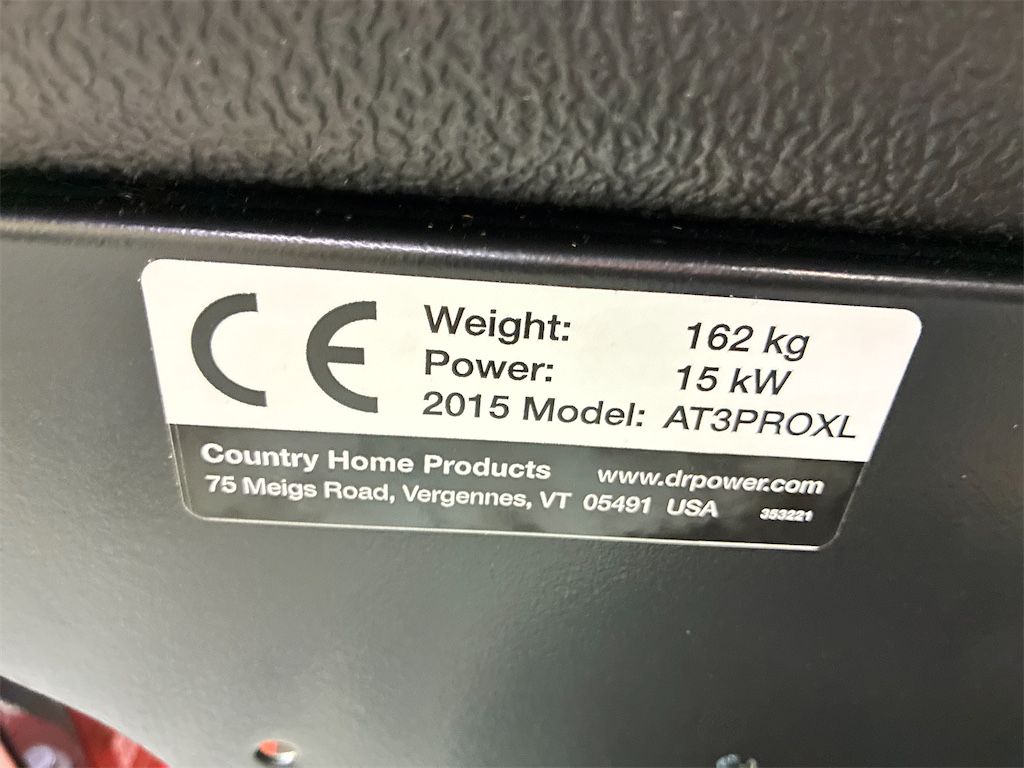 CE
Weight: 162 kg
Power: 15 kW
2015 Model: AT3PROXL
Country Home Products www.drpower.com
75 Meigs Road, Vergennes, VT 05491 USA 353221